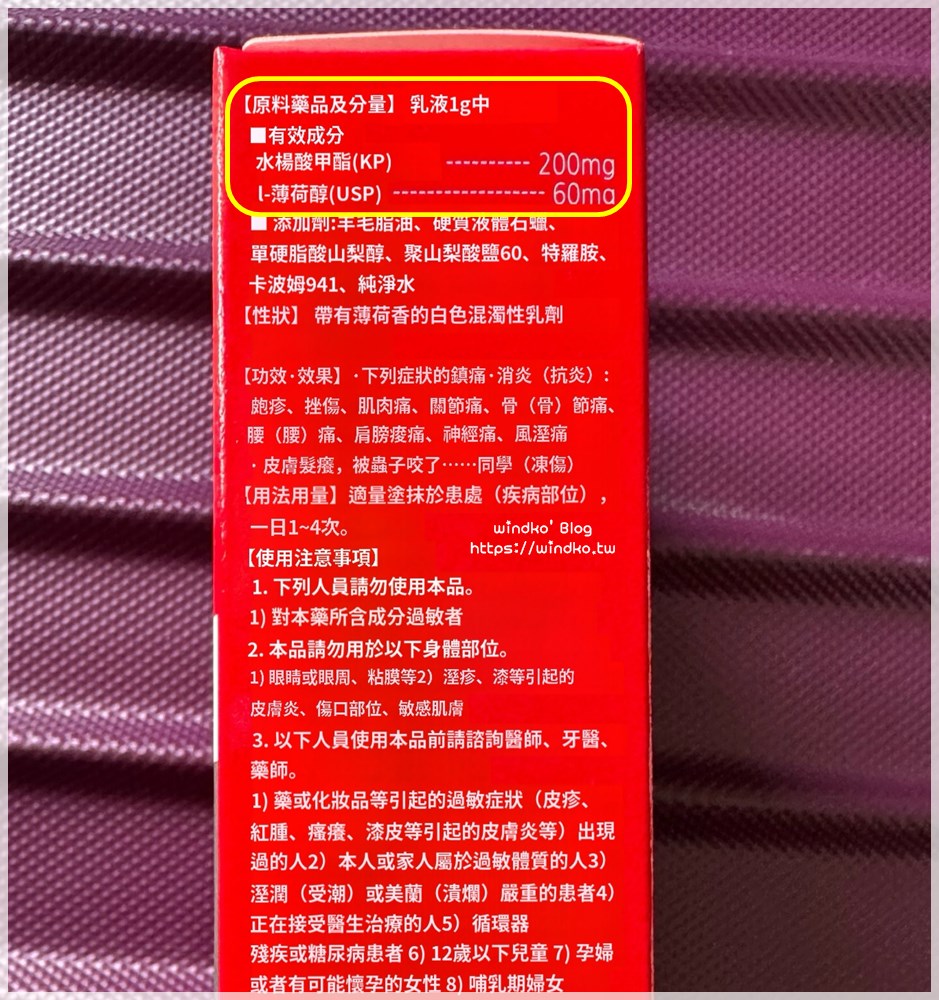 【原料藥品及分量】 乳液1g中
■有效成分
水楊酸甲酯(KP) ---------- 200mg
l-薄荷醇(USP) ------------------ 60mg
■ 添加劑:羊毛脂油、硬質液體石蠟、
單硬脂酸山梨醇、聚山梨酸鹽60、特羅胺、
卡波姆941、純淨水
【性狀】 帶有薄荷香的白色混濁性乳劑
【功效·效果】·下列症狀的鎮痛·消炎（抗炎）:
皰疹、挫傷、肌肉痛、關節痛、骨（骨）節痛、
腰（腰）痛、肩膀痠痛、神經痛、風溼痛
·皮膚髮癢，被蟲子咬了……同學（凍傷）
【用法用量】適量塗抹於患處（疾病部位），
一日1~4次。
windko' Blog
https://windko.tw
【使用注意事項】
1. 下列人員請勿使用本品。
1) 對本藥所含成分過敏者
2. 本品請勿用於以下身體部位。
1) 眼睛或眼周、粘膜等2）溼疹、漆等引起的
皮膚炎、傷口部位、敏感肌膚
3. 以下人員使用本品前請諮詢醫師、牙醫、
藥師。
1) 藥或化妝品等引起的過敏症狀（皮疹、
紅腫、瘙癢、漆皮等引起的皮膚炎等）出現
過的人2）本人或家人屬於過敏體質的人3）
溼潤（受潮）或美蘭（潰爛）嚴重的患者4）
正在接受醫生治療的人5）循環器
殘疾或糖尿病患者 6) 12歲以下兒童 7) 孕婦
或者有可能懷孕的女性 8) 哺乳期婦女